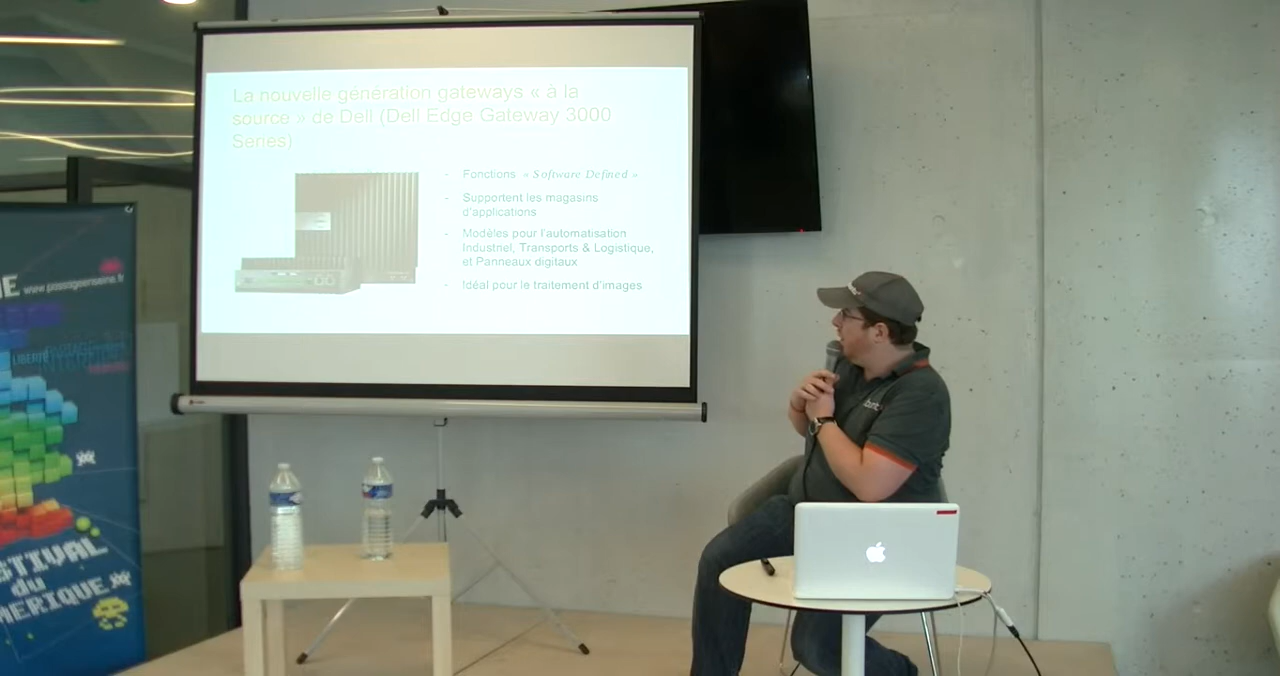 La nouvelle génération gateways « à la
source » de Dell (Dell Edge Gateway 3000
Series)
- Fonctions « Software Defined »
- Supportent les magasins
d'applications
- Modèles pour l'automatisation
Industriel, Transports & Logistique,
et Panneaux digitaux
- Idéal pour le traitement d'images
www.passageenseine.fr
LIBERTÉ
STIVAL
du
MERIQUE